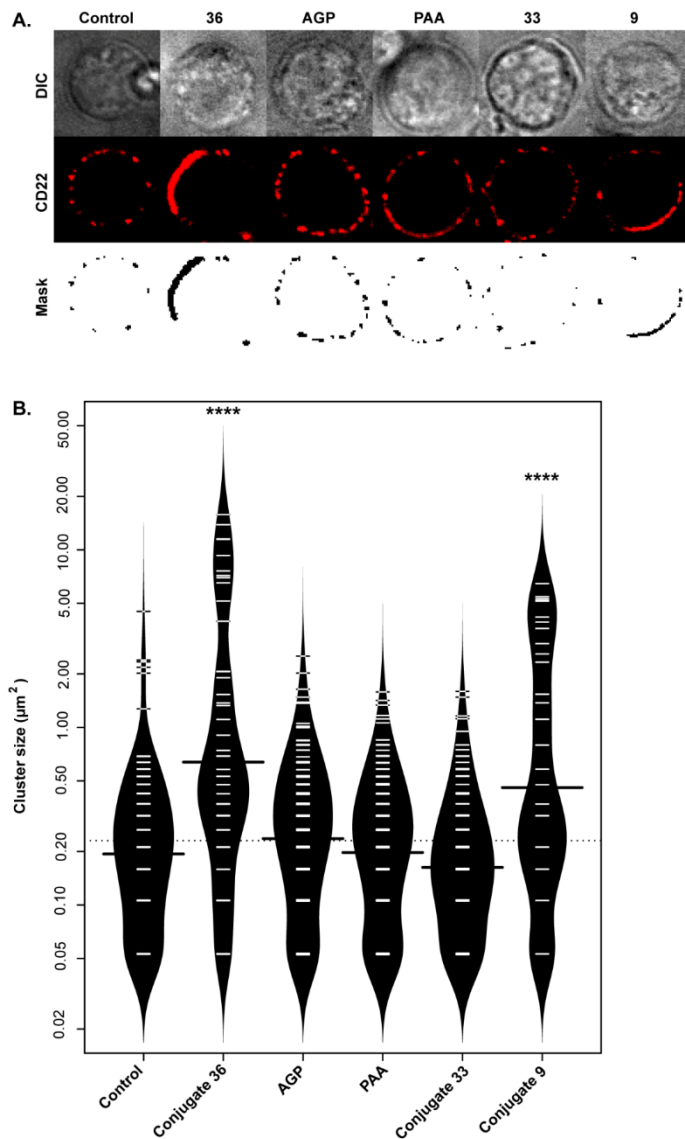 A.
Control 36 AGP PAA 33 9
DIC
CD22
Mask
B.
****
****
50.00
20.00
10.00
5.00
2.00
1.00
0.50
0.20
0.10
0.05
0.02
Cluster size (μm²)
Control
Conjugate 36
AGP
PAA
Conjugate 33
Conjugate 9